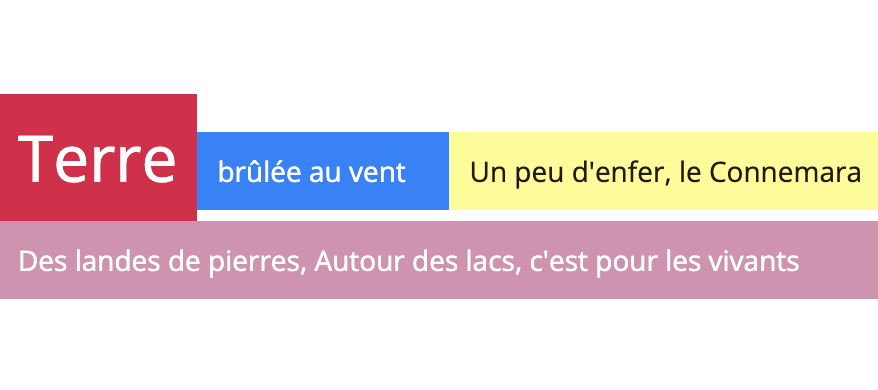 Terre brûlée au vent Un peu d'enfer, le Connemara
Des landes de pierres, Autour des lacs, c'est pour les vivants